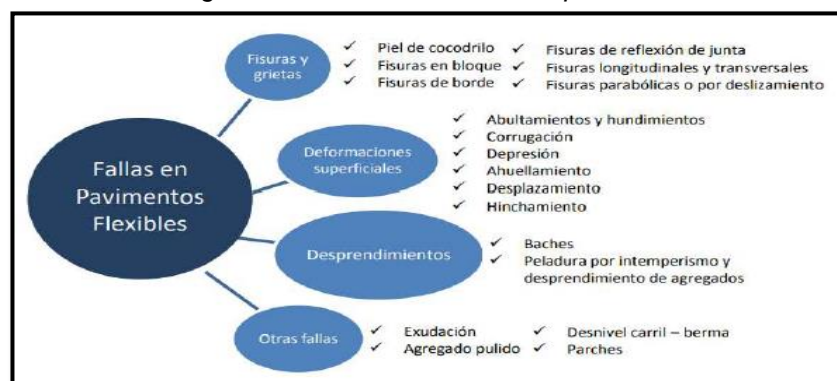 Fallas en
Pavimentos
Flexibles
Fisuras y
grietas
✓ Piel de cocodrilo
✓ Fisuras en bloque
✓ Fisuras de borde
✓ Fisuras de reflexión de junta
✓ Fisuras longitudinales y transversales
✓ Fisuras parabólicas o por deslizamiento
Deformaciones
superficiales
✓ Abultamientos y hundimientos
✓ Corrugación
✓ Depresión
✓ Ahuellamiento
✓ Desplazamiento
✓ Hinchamiento
Desprendimientos
✓ Baches
✓ Peladura por intemperismo y
desprendimiento de agregados
Otras fallas
✓ Exudación
✓ Agregado pulido
✓ Desnivel carril – berma
✓ Parches